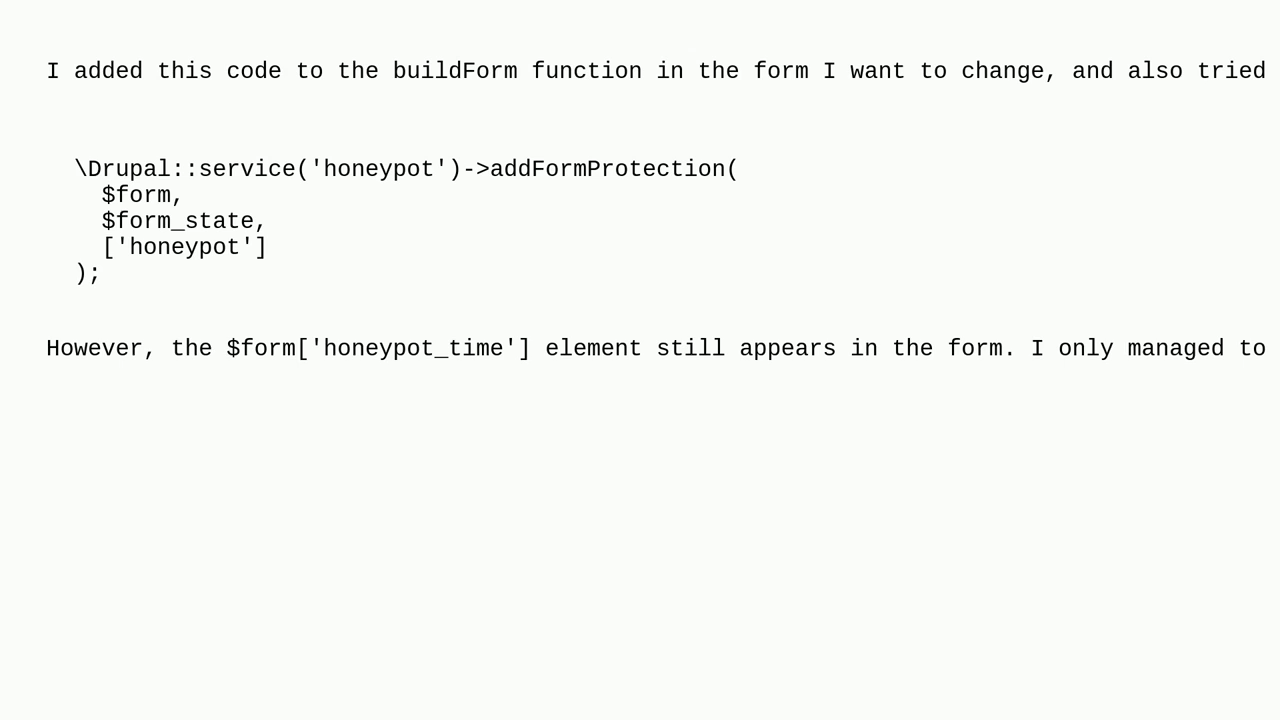 I added this code to the buildForm function in the form I want to change, and also tried
\Drupal::service('honeypot')->addFormProtection(
$form,
$form_state,
['honeypot']
);
However, the $form['honeypot_time'] element still appears in the form. I only managed to